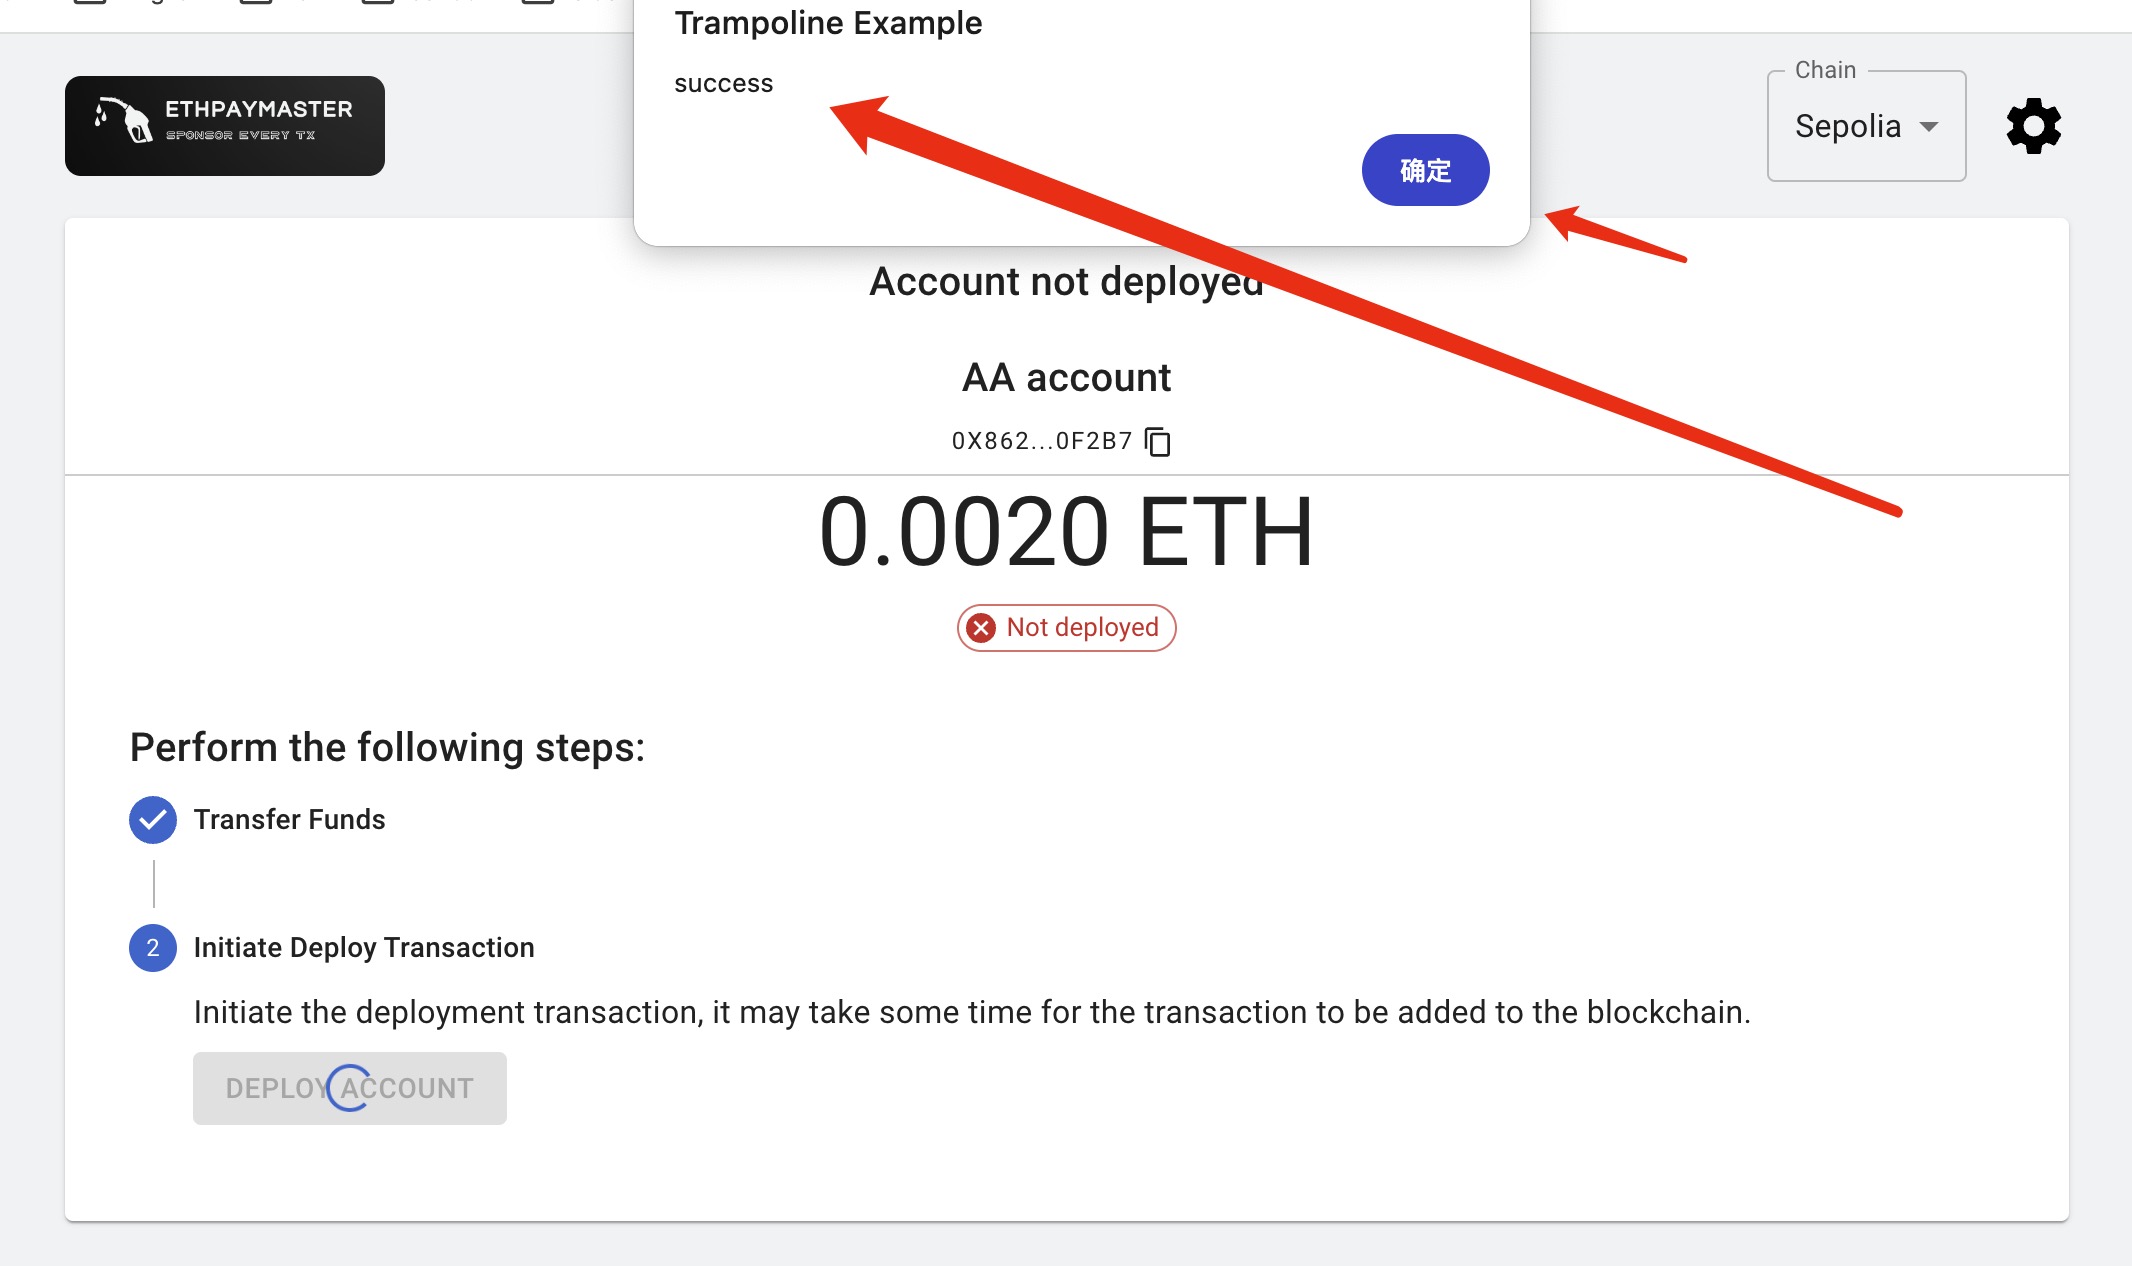 Trampoline Example
success
确定
ETHPAYMASTER
SPONSOR EVERY TX
Chain
Sepolia
Account not deployed
AA account
0X862...0F2B7
0.0020 ETH
Not deployed
Perform the following steps:
Transfer Funds
2
Initiate Deploy Transaction
Initiate the deployment transaction, it may take some time for the transaction to be added to the blockchain.
DEPLOY ACCOUNT